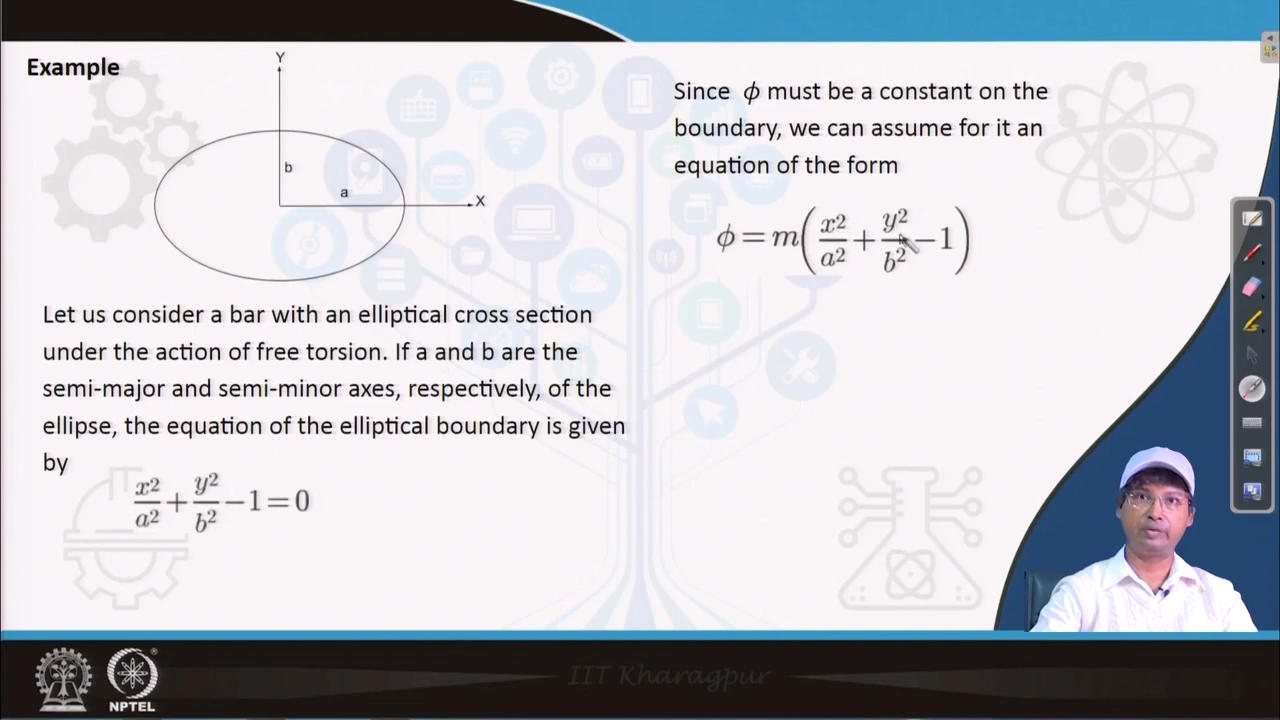 Example
Y
b
a
X
Let us consider a bar with an elliptical cross section
under the action of free torsion. If a and b are the
semi-major and semi-minor axes, respectively, of the
ellipse, the equation of the elliptical boundary is given
by
x²/a² + y²/b² − 1 = 0
Since ϕ must be a constant on the
boundary, we can assume for it an
equation of the form
ϕ = m(x²/a² + y²/b² − 1)
NPTEL
IIT Kharagpur